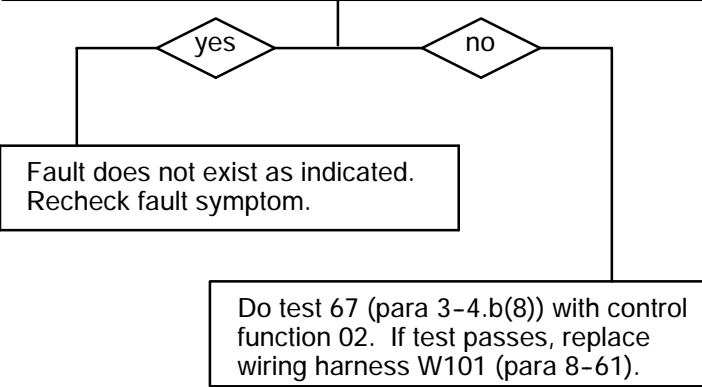 yes
no
Fault does not exist as indicated.
Recheck fault symptom.
Do test 67 (para 3-4.b(8)) with control
function 02.  If test passes, replace
wiring harness W101 (para 8-61).